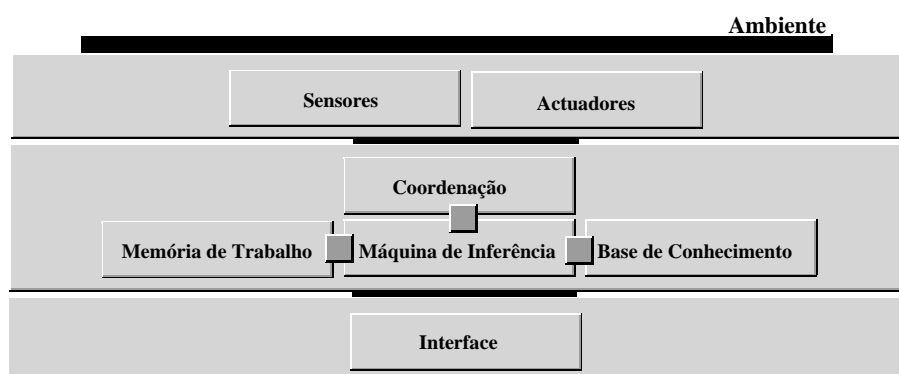 Ambiente
Sensores
Actuadores
Coordenação
Memória de Trabalho
Máquina de Inferência
Base de Conhecimento
Interface